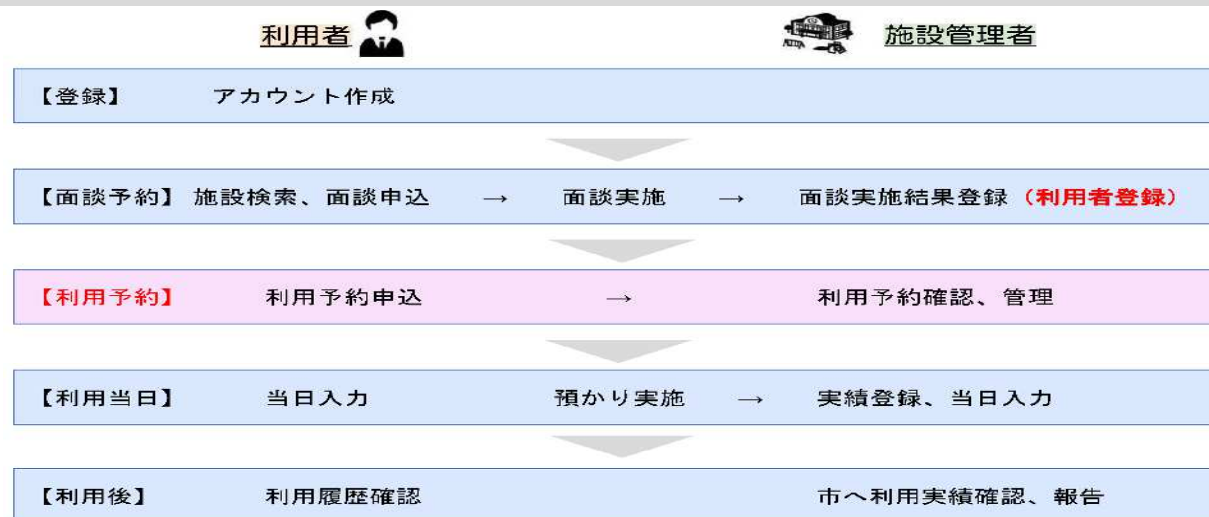 利用者 施設管理者
【登録】 アカウント作成
【面談予約】 施設検索、面談申込 → 面談実施 → 面談実施結果登録（利用者登録）
【利用予約】 利用予約申込 → 利用予約確認、管理
【利用当日】 当日入力 預かり実施 → 実績登録、当日入力
【利用後】 利用履歴確認 市へ利用実績確認、報告